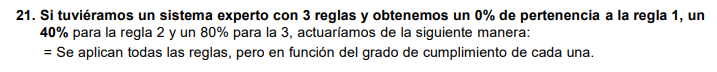 21. Si tuviéramos un sistema experto con 3 reglas y obtenemos un 0% de pertenencia a la regla 1, un
40% para la regla 2 y un 80% para la 3, actuaríamos de la siguiente manera:
= Se aplican todas las reglas, pero en función del grado de cumplimiento de cada una.